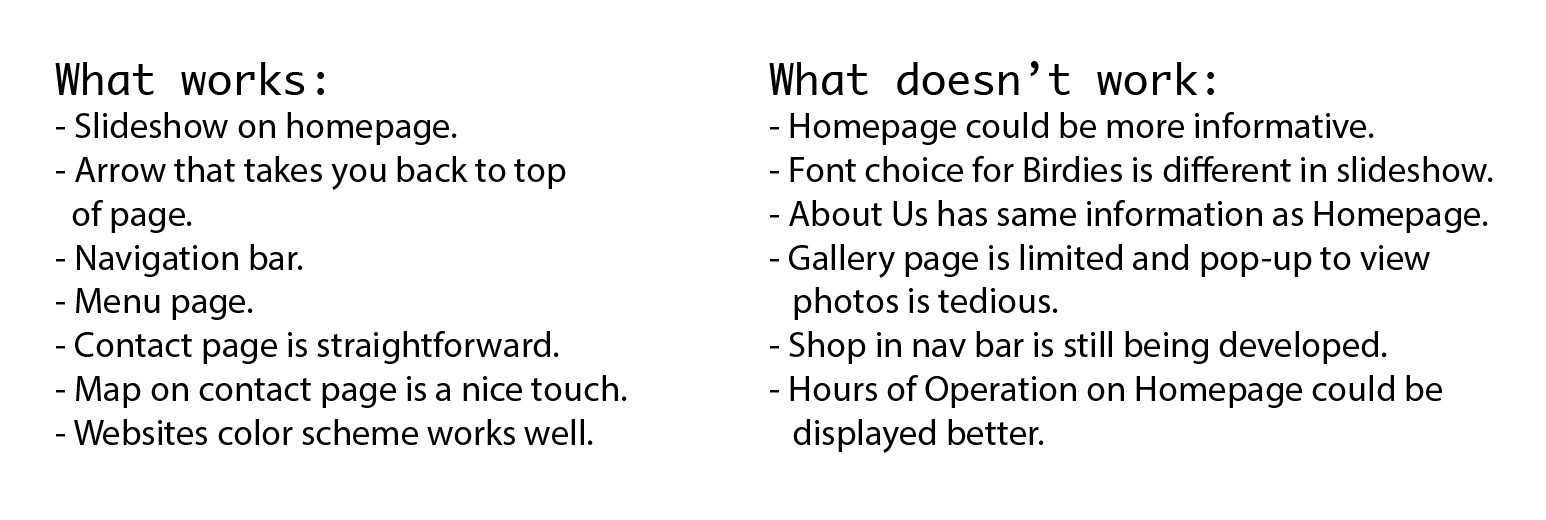 What works:
- Slideshow on homepage.
- Arrow that takes you back to top
of page.
- Navigation bar.
- Menu page.
- Contact page is straightforward.
- Map on contact page is a nice touch.
- Websites color scheme works well.
What doesn’t work:
- Homepage could be more informative.
- Font choice for Birdies is different in slideshow.
- About Us has same information as Homepage.
- Gallery page is limited and pop-up to view
photos is tedious.
- Shop in nav bar is still being developed.
- Hours of Operation on Homepage could be
displayed better.